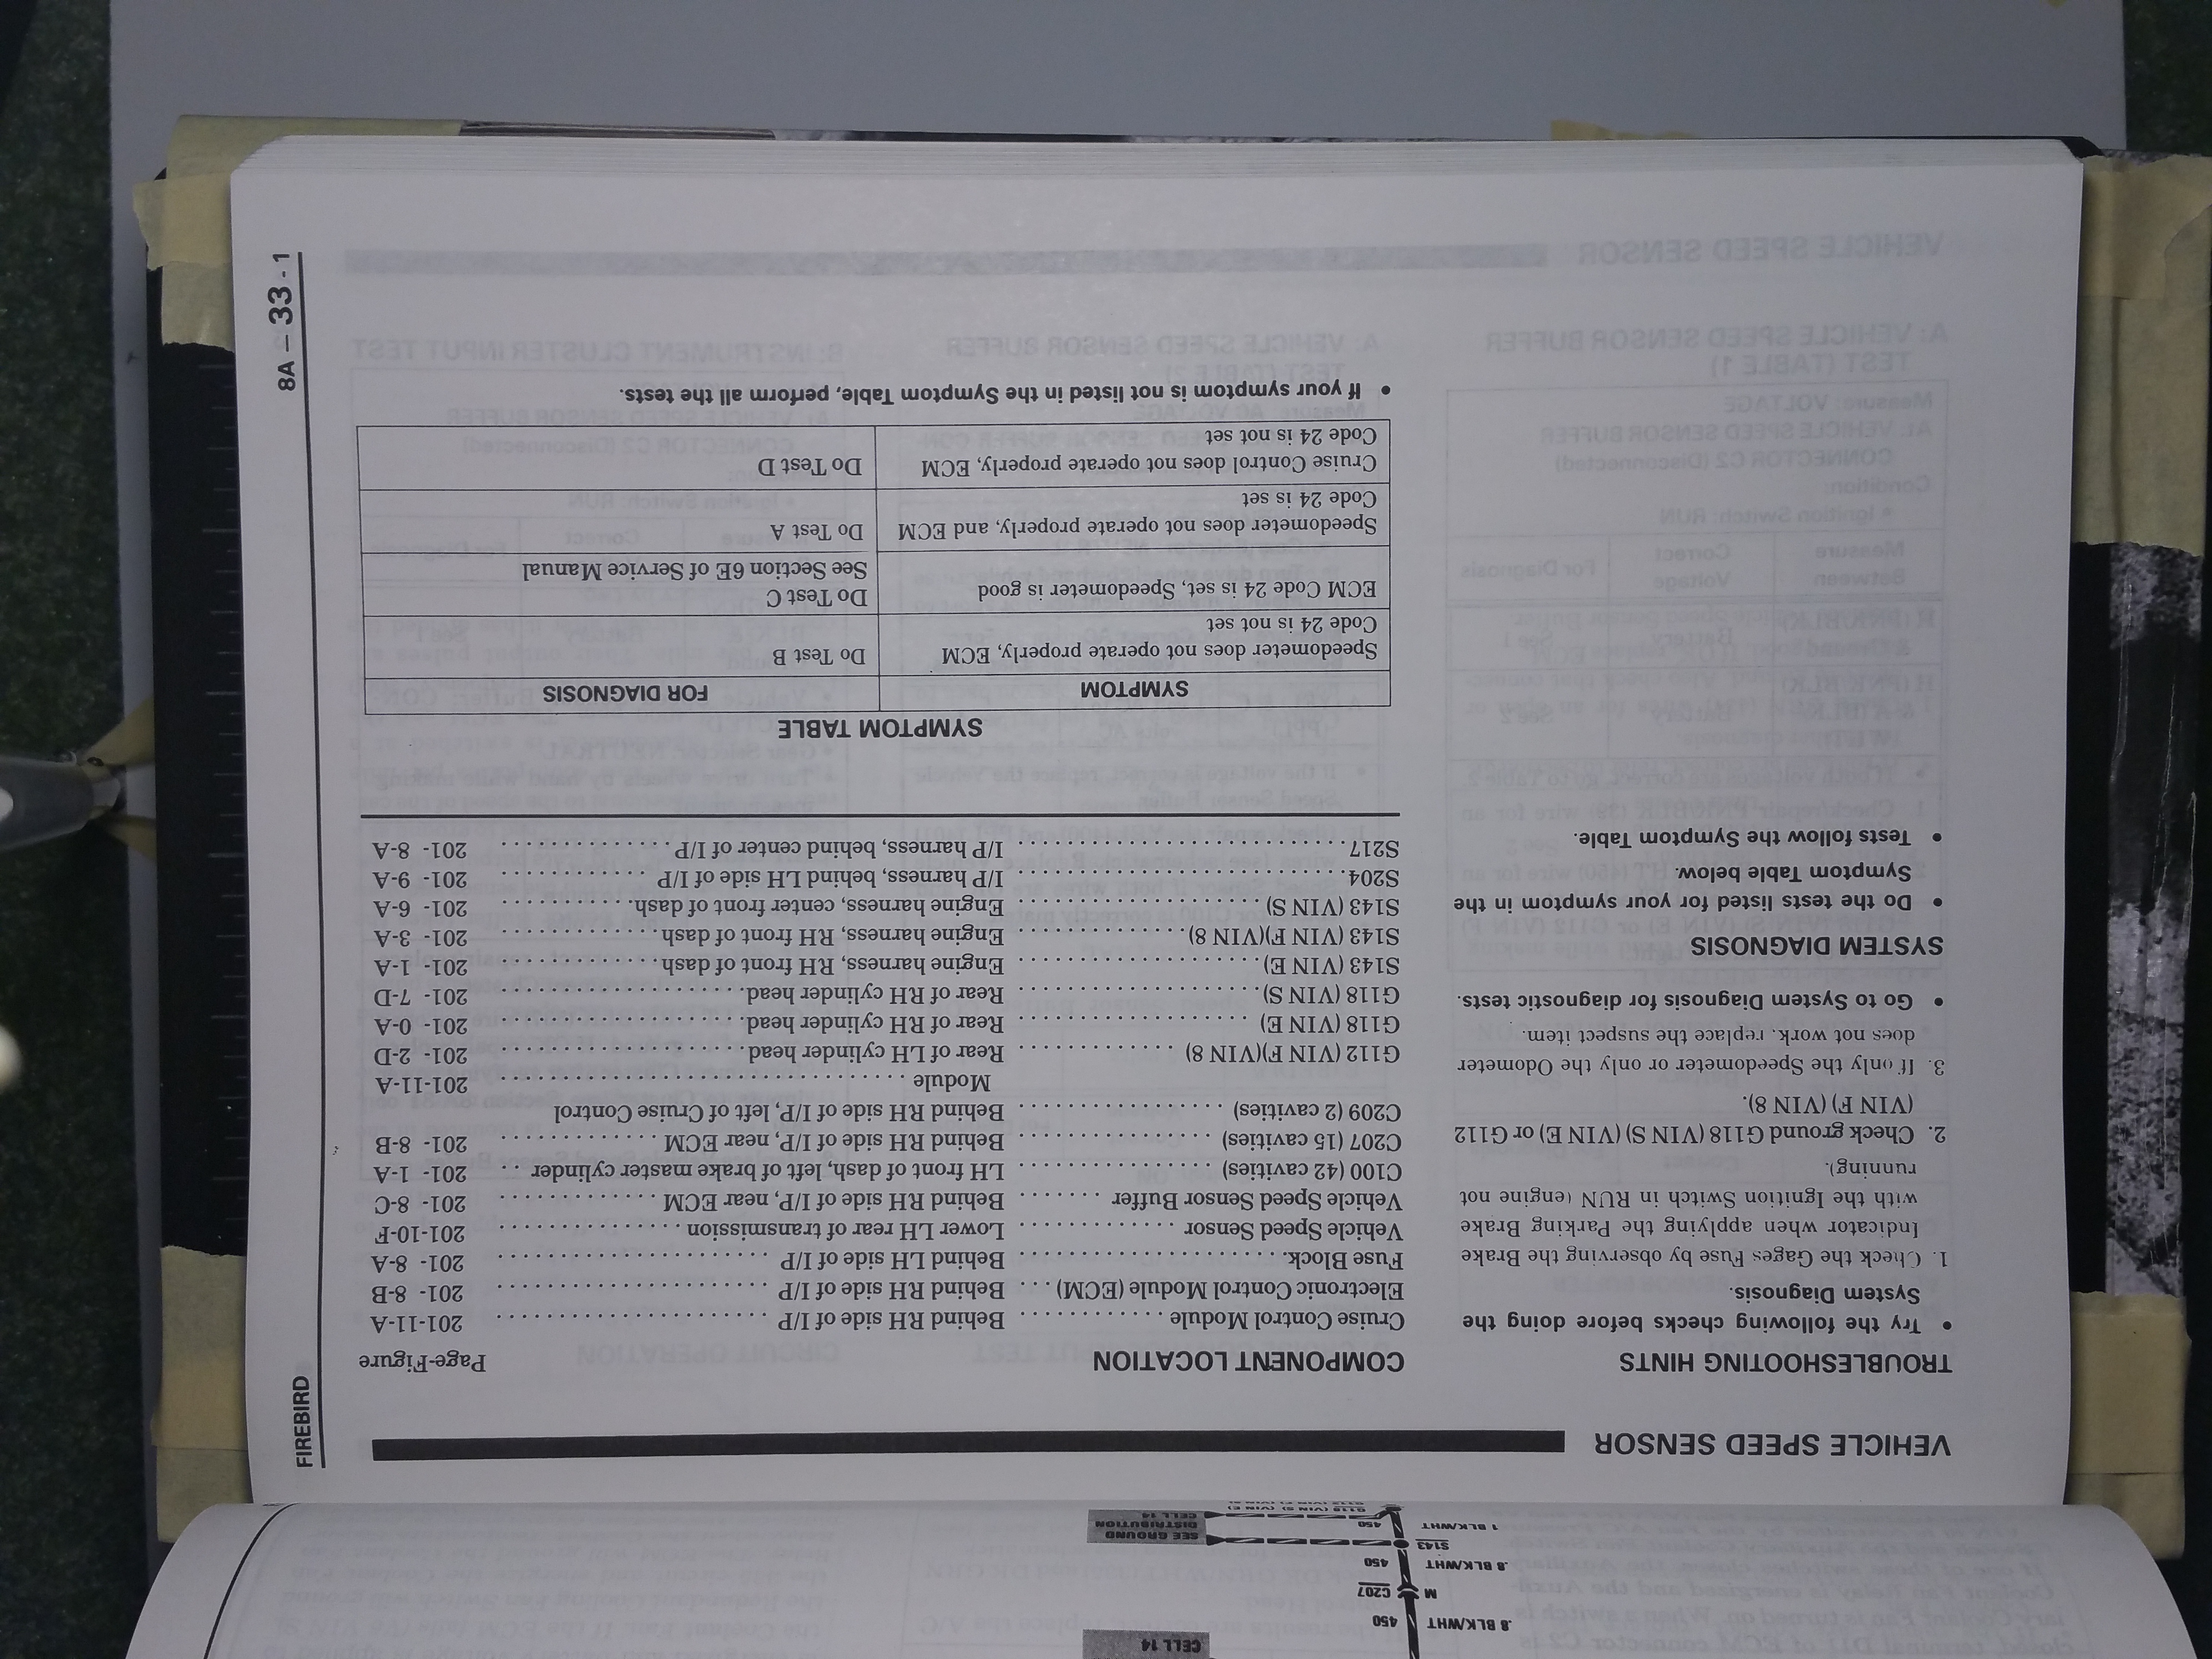 8A — 33 - 1
FIREBIRD
VEHICLE SPEED SENSOR
TROUBLESHOOTING HINTS
• Try the following checks before doing the
System Diagnosis.
1. Check the Gages Fuse by observing the Brake
Indicator when applying the Parking Brake
with the Ignition Switch in RUN (engine not
running).
2. Check ground G118 (VIN S) (VIN E) or G112
(VIN F) (VIN 8).
3. If only the Speedometer or only the Odometer
does not work, replace the suspect item.
• Go to System Diagnosis for diagnostic tests.
SYSTEM DIAGNOSIS
• Do the tests listed for your symptom in the
Symptom Table below.
• Tests follow the Symptom Table.
COMPONENT LOCATION Page-Figure
Cruise Control Module . . . . . . . . . . . . Behind RH side of I/P . . . . . . . . . . . . . . . . . . . . 201-11-A
Electronic Control Module (ECM) . . . Behind RH side of I/P . . . . . . . . . . . . . . . . . . . . 201- 8-B
Fuse Block. . . . . . . . . . . . . . . . . . . . . . Behind LH side of I/P . . . . . . . . . . . . . . . . . . . . 201- 8-A
Vehicle Speed Sensor . . . . . . . . . . . . . Lower LH rear of transmission . . . . . . . . . . . . . 201-10-F
Vehicle Speed Sensor Buffer . . . . . . . Behind RH side of I/P, near ECM . . . . . . . . . . . . 201- 8-C
C100 (42 cavities) . . . . . . . . . . . . . . . . LH front of dash, left of brake master cylinder . . 201- 1-A
C207 (15 cavities) . . . . . . . . . . . . . . . . Behind RH side of I/P, near ECM . . . . . . . . . . . . 201- 8-B
C209 (2 cavities) . . . . . . . . . . . . . . . . . Behind RH side of I/P, left of Cruise Control
Module . . . . . . . . . . . . . . . . . . . . . . . . . . . . . . 201-11-A
G112 (VIN F)(VIN 8) . . . . . . . . . . . . . Rear of LH cylinder head . . . . . . . . . . . . . . . . . 201- 2-D
G118 (VIN E) . . . . . . . . . . . . . . . . . . . Rear of RH cylinder head. . . . . . . . . . . . . . . . . . 201- 0-A
G118 (VIN S) . . . . . . . . . . . . . . . . . . . Rear of RH cylinder head. . . . . . . . . . . . . . . . . . 201- 7-D
S143 (VIN E) . . . . . . . . . . . . . . . . . . . Engine harness, RH front of dash. . . . . . . . . . . . 201- 1-A
S143 (VIN F)(VIN 8) . . . . . . . . . . . . . Engine harness, RH front of dash. . . . . . . . . . . . 201- 3-A
S143 (VIN S) . . . . . . . . . . . . . . . . . . . Engine harness, center front of dash. . . . . . . . . . 201- 6-A
S204. . . . . . . . . . . . . . . . . . . . . . . . . . . I/P harness, behind LH side of I/P . . . . . . . . . . . 201- 9-A
S217. . . . . . . . . . . . . . . . . . . . . . . . . . . I/P harness, behind center of I/P . . . . . . . . . . . . 201- 8-A
SYMPTOM TABLE
SYMPTOM FOR DIAGNOSIS
Speedometer does not operate properly, ECM Do Test B
Code 24 is not set
ECM Code 24 is set, Speedometer is good Do Test C
See Section 6E of Service Manual
Speedometer does not operate properly, and ECM Do Test A
Code 24 is set
Cruise Control does not operate properly, ECM Do Test D
Code 24 is not set
• If your symptom is not listed in the Symptom Table, perform all the tests.
CELL 14
.8 BLK/WHT 450
M C207
.8 BLK/WHT 450
S143
SEE GROUND
DISTRIBUTION
CELL 14
1 BLK/WHT 450